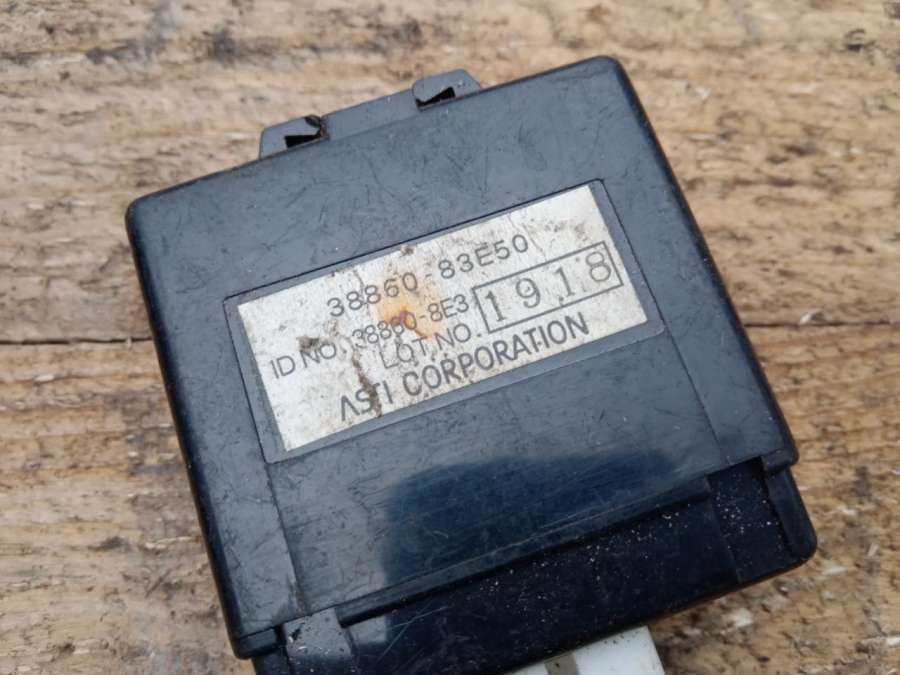 38860-83E50
ID NO. 38860-8E3
LOT NO. 1918
ASTI CORPORATION